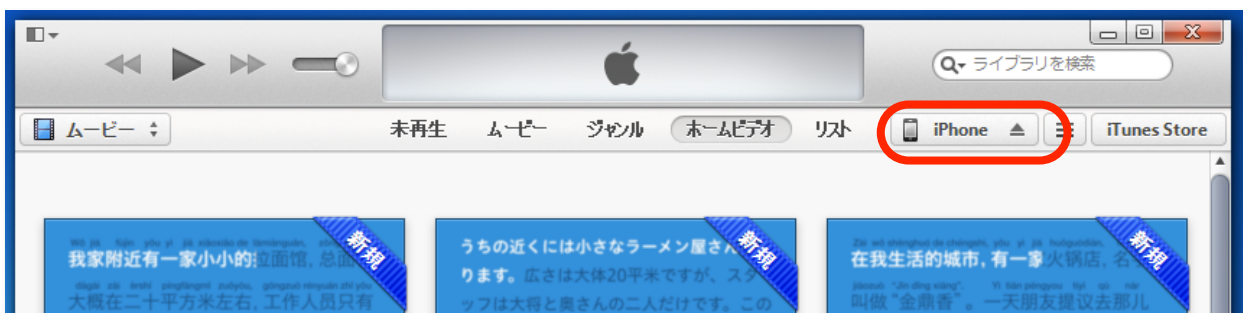 ライブラリを検索
ムービー
未再生 ムービー ジャンル ホームビデオ リスト
iPhone
iTunes Store
新規
我家附近有一家小小的拉面馆,总面
大概在二十平方米左右,工作人员只有
新規
うちの近くには小さなラーメン屋さん
ります。広さは大体20平米ですが、スタ
ッフは大将と奥さんの二人だけです。この
新規
在我生活的城市,有一家火锅店,名
叫做“金鼎香”。一天朋友提议去那儿